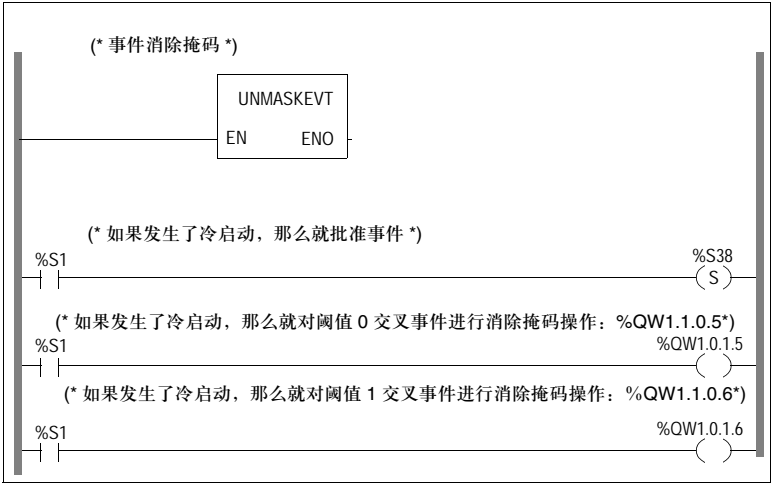 (* 事件消除掩码 *)
UNMASKEVT
EN ENO
(* 如果发生了冷启动，那么就批准事件 *)
%S1 %S38
S
(* 如果发生了冷启动，那么就对阈值 0 交叉事件进行消除掩码操作：%QW1.1.0.5*)
%S1 %QW1.0.1.5
(* 如果发生了冷启动，那么就对阈值 1 交叉事件进行消除掩码操作：%QW1.1.0.6*)
%S1 %QW1.0.1.6